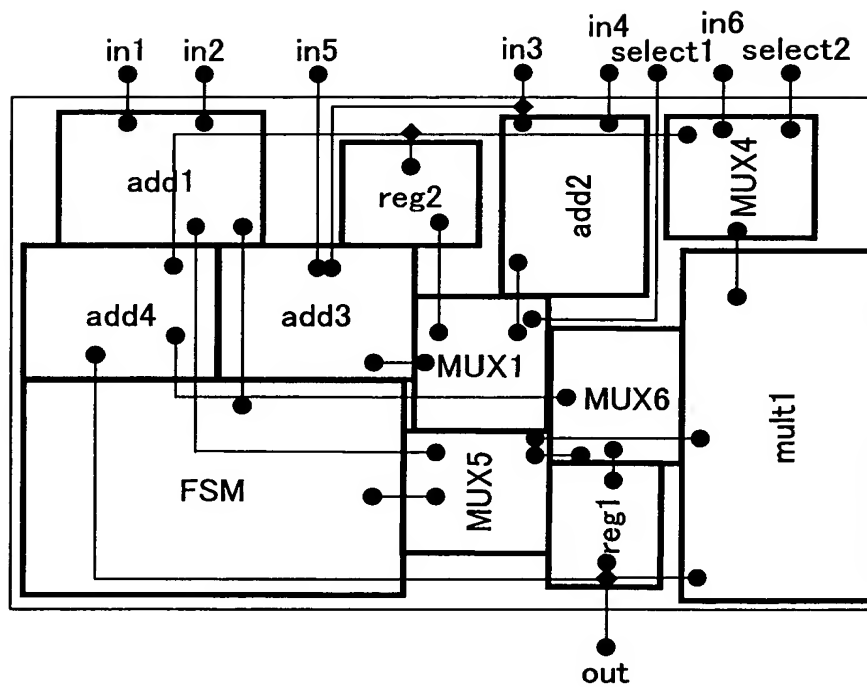 in1
in2
in5
in3
in4
select1
in6
select2
add1
reg2
add2
MUX4
add4
add3
MUX1
MUX6
mult1
FSM
MUX5
reg1
out